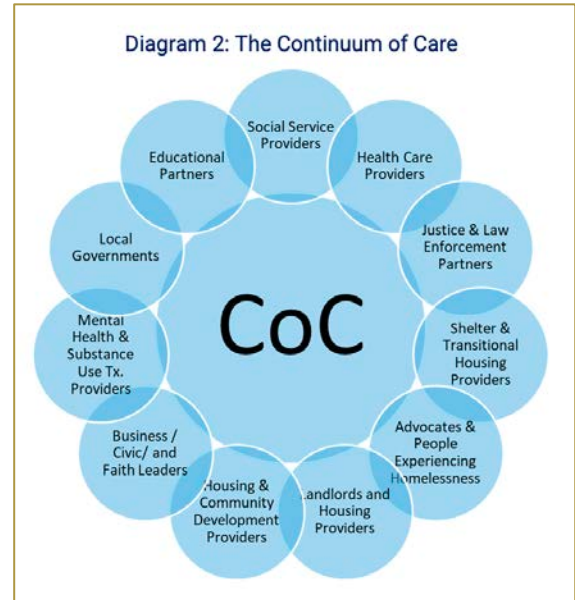 Diagram 2: The Continuum of Care
Social Service
Providers
Health Care
Providers
Justice & Law
Enforcement
Partners
Shelter &
Transitional
Housing
Providers
Advocates &
People
Experiencing
Homelessness
Landlords and
Housing
Providers
Housing &
Community
Development
Providers
Business /
Civic/ and
Faith Leaders
Mental
Health &
Substance
Use Tx.
Providers
Local
Governments
Educational
Partners
CoC